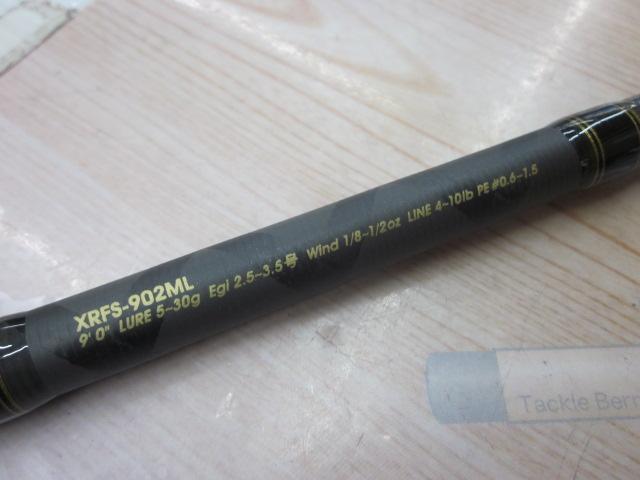 XRFS-902ML
9' 0" LURE 5~30g Egi 2.5~3.5号 Wind 1/8~1/2oz LINE 4~10lb PE #0.6~1.5
Tackle Berr